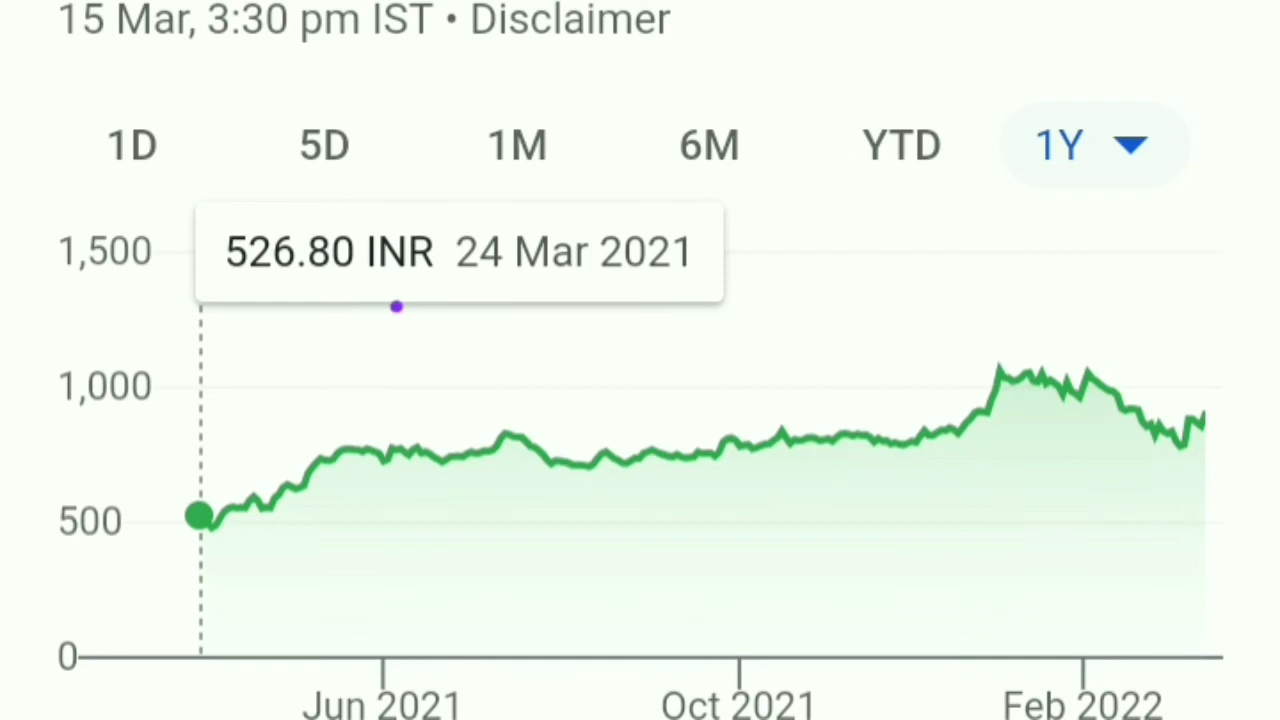 15 Mar, 3:30 pm IST • Disclaimer
1D 5D 1M 6M YTD 1Y
526.80 INR 24 Mar 2021
1,500
1,000
500
0
Jun 2021 Oct 2021 Feb 2022